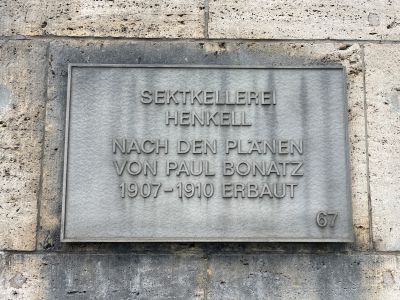 SEKTKELLEREI
HENKELL
NACH DEN PLÄNEN
VON PAUL BONATZ
1907-1910 ERBAUT
67